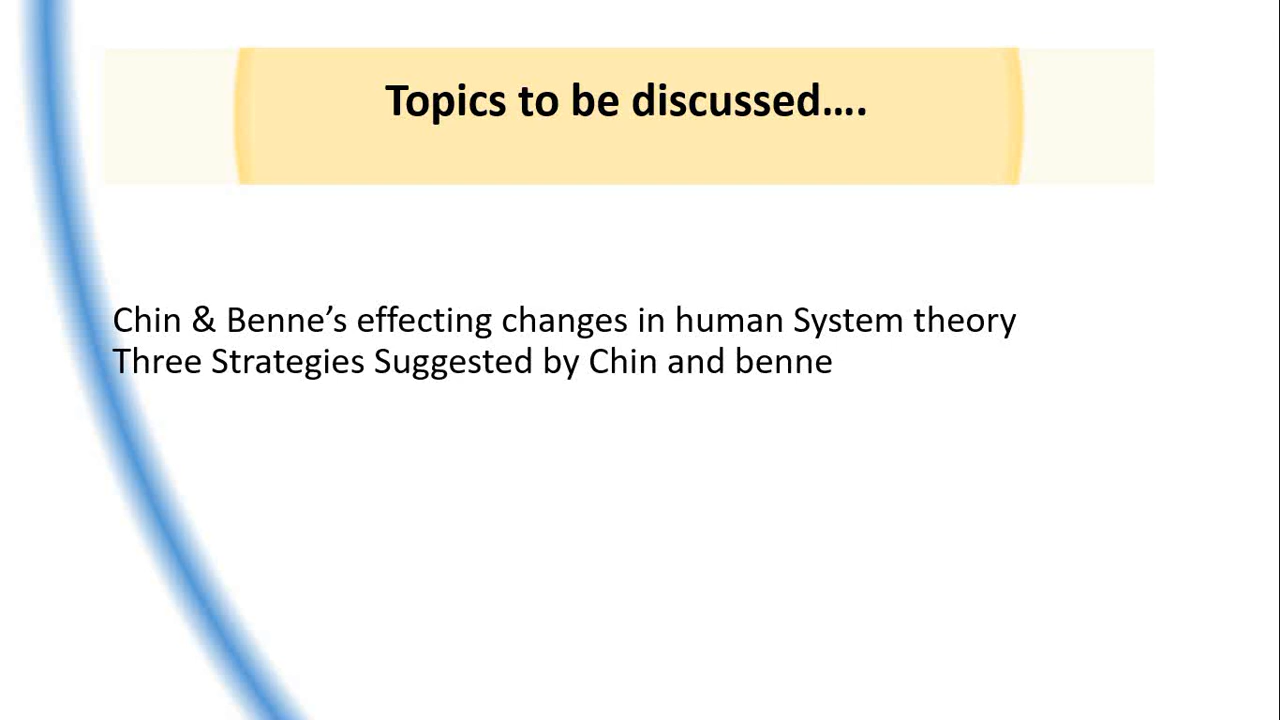 Topics to be discussed....
Chin & Benne’s effecting changes in human System theory
Three Strategies Suggested by Chin and benne